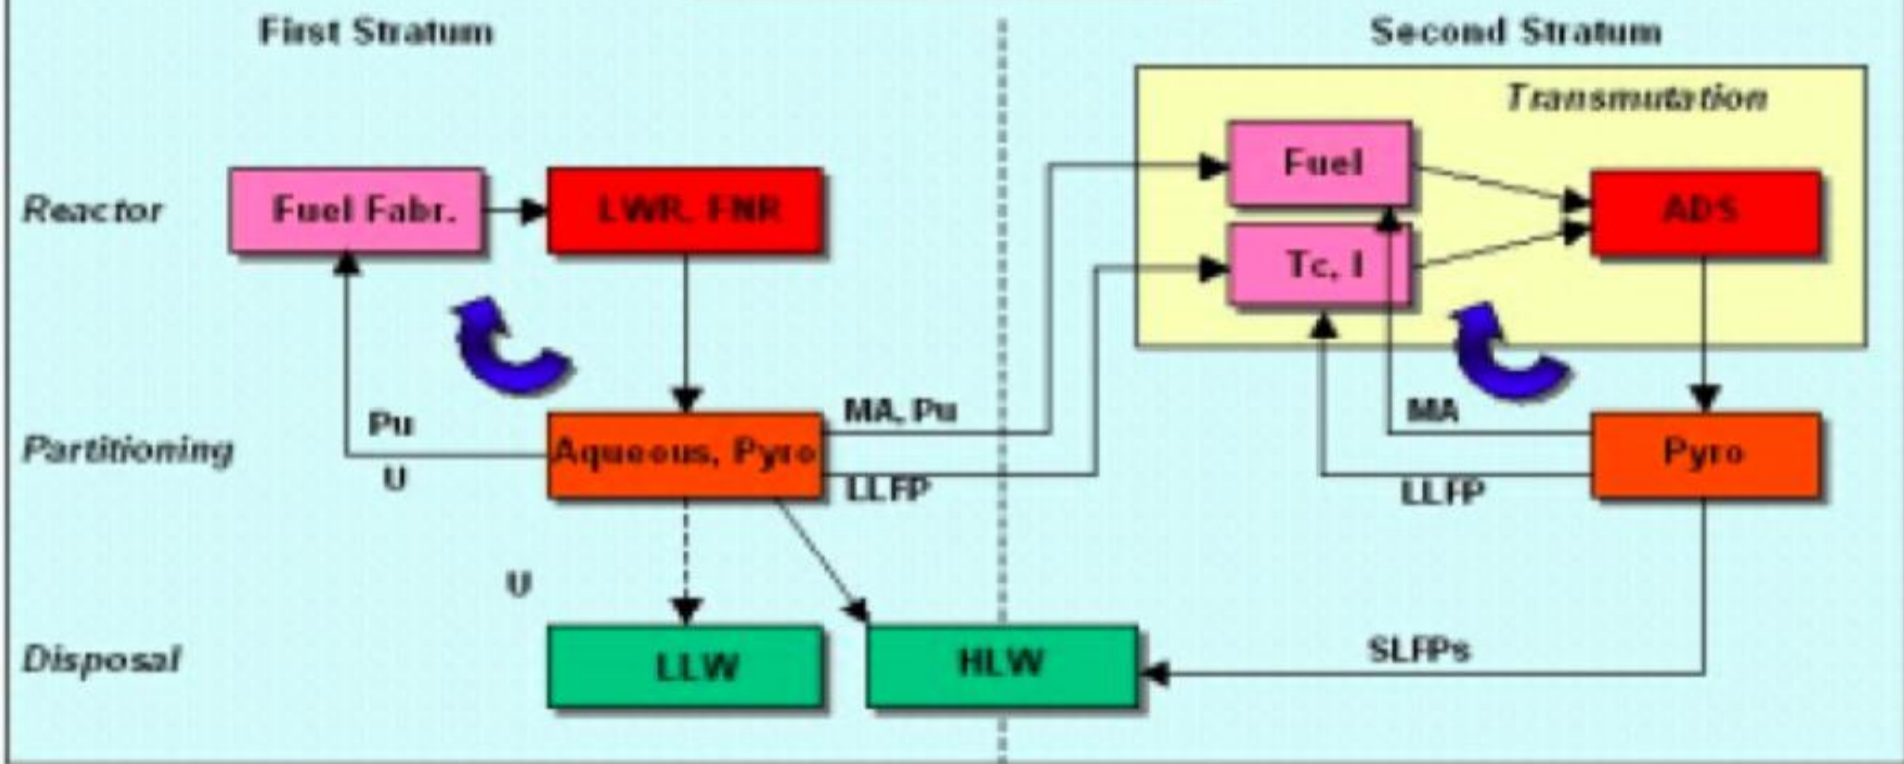 First Stratum
Second Stratum
Transmutation
Reactor
Fuel Fabr.
LWR, FNR
Fuel
Tc, I
ADS
Partitioning
Pu
U
Aqueous, Pyro
MA, Pu
LLFP
MA
LLFP
Pyro
U
Disposal
LLW
HLW
SLFPs